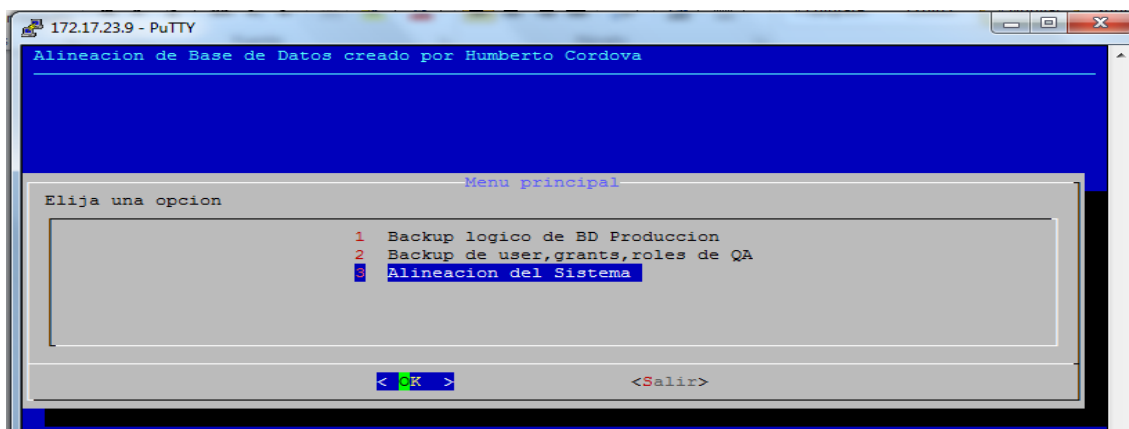 172.17.23.9 - PuTTY
Alineacion de Base de Datos creado por Humberto Cordova
Menu principal
Elija una opcion
1 Backup logico de BD Produccion
2 Backup de user,grants,roles de QA
3 Alineacion del Sistema
< OK > <Salir>